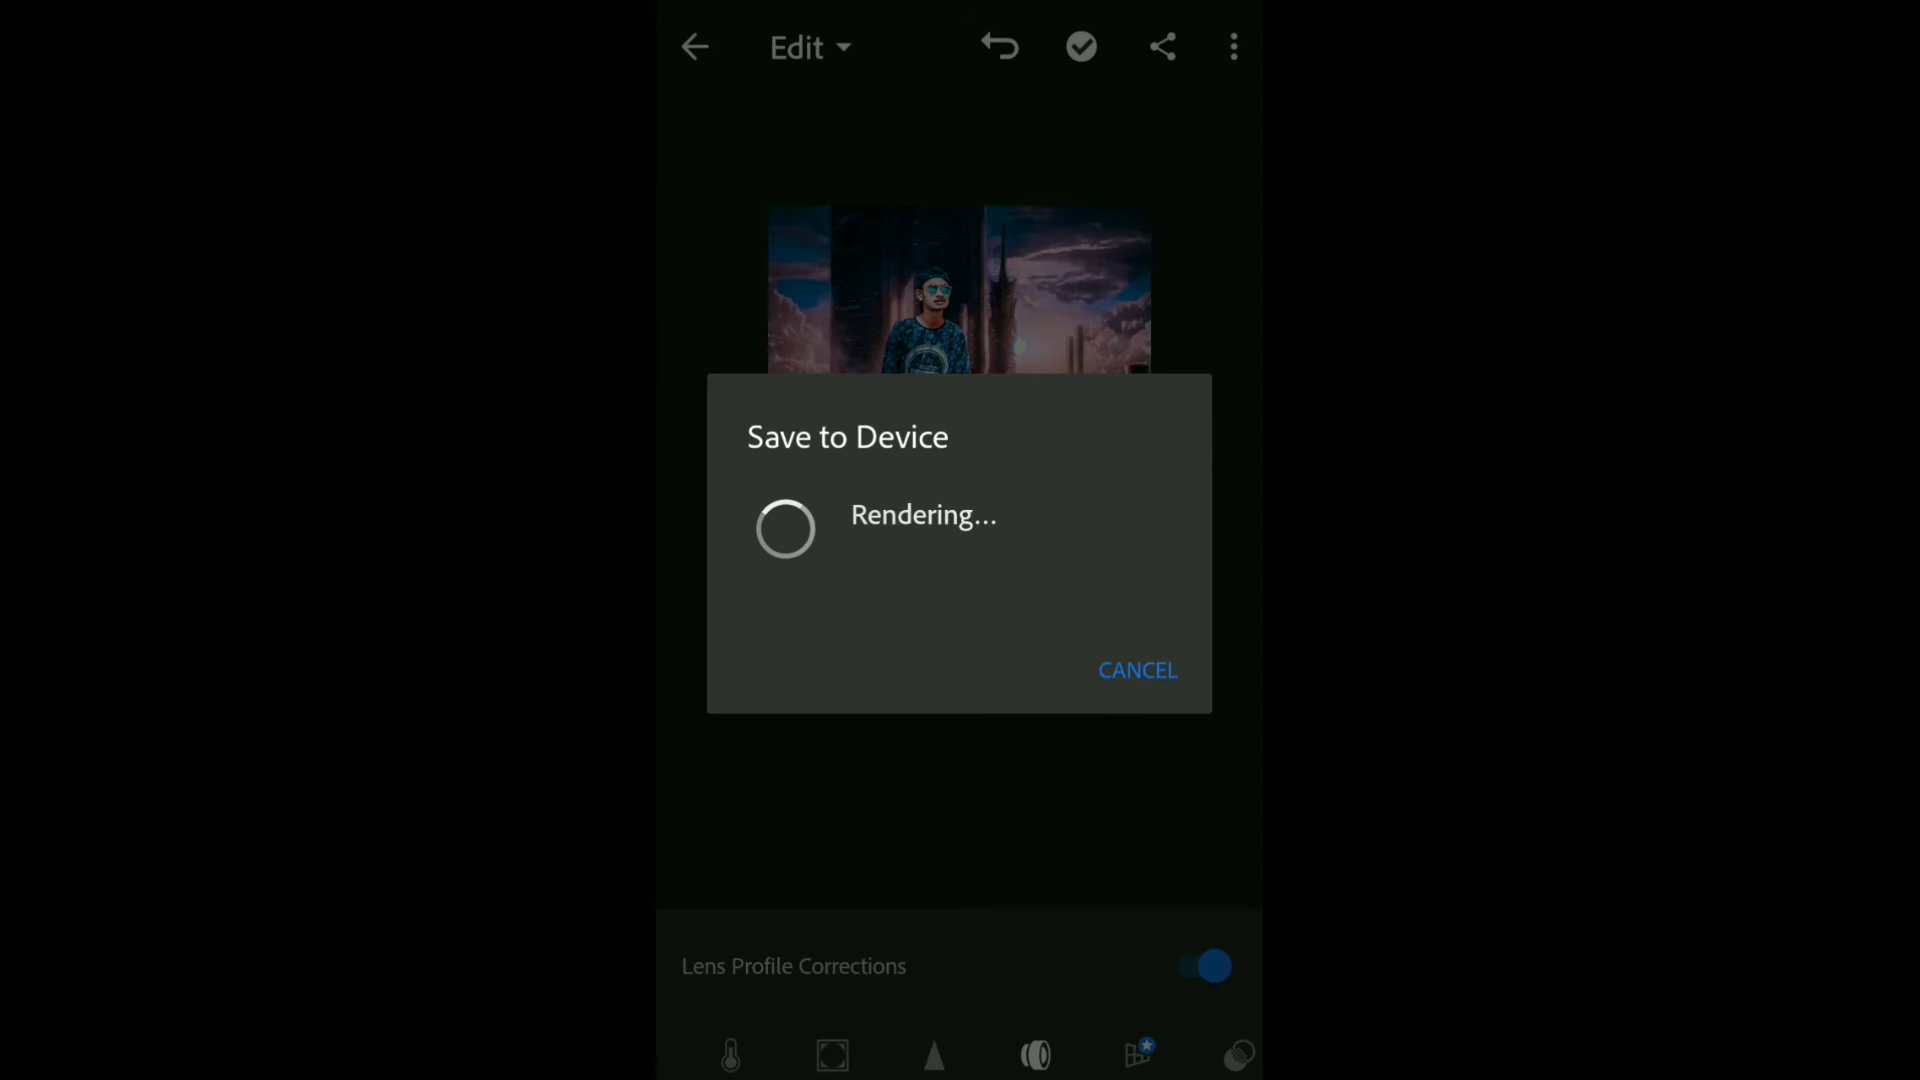 Edit
Save to Device
Rendering...
CANCEL
Lens Profile Corrections